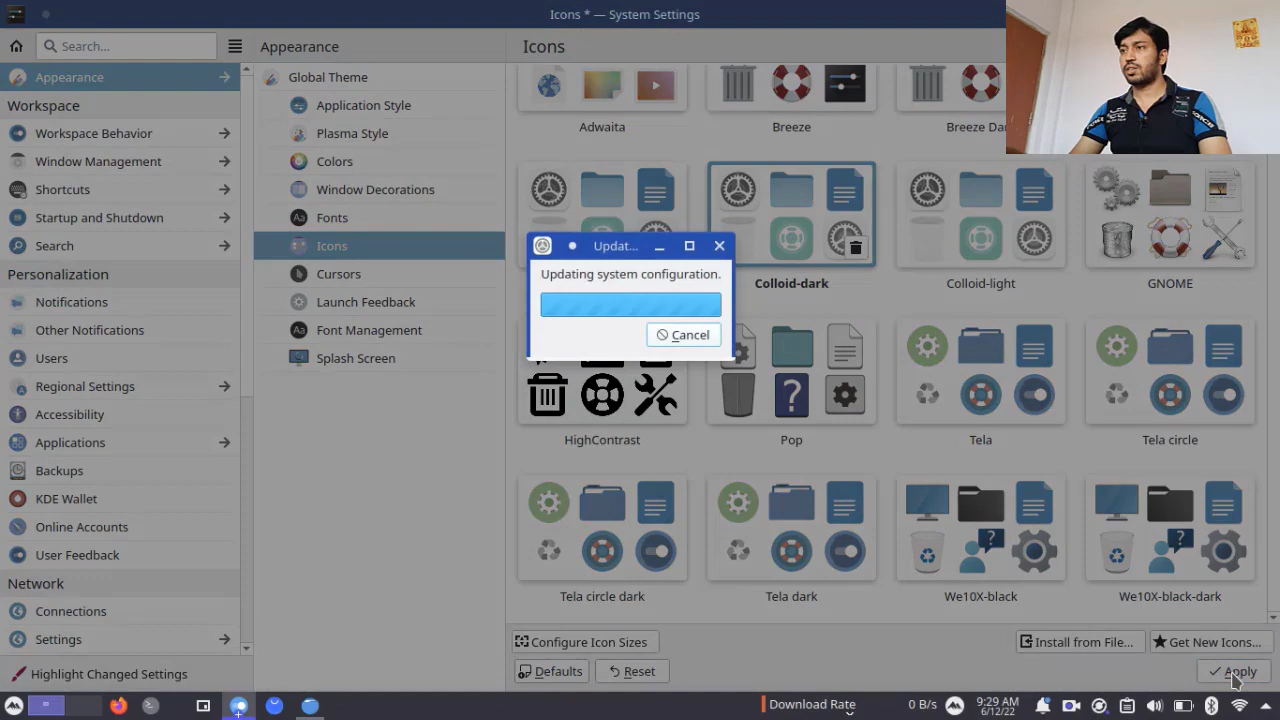 Icons * — System Settings
Search...
Appearance
Icons
Appearance
Workspace
Workspace Behavior
Window Management
Shortcuts
Startup and Shutdown
Search
Personalization
Notifications
Other Notifications
Users
Regional Settings
Accessibility
Applications
Backups
KDE Wallet
Online Accounts
User Feedback
Network
Connections
Settings
Highlight Changed Settings
Global Theme
Application Style
Plasma Style
Colors
Window Decorations
Aa Fonts
Icons
Cursors
Launch Feedback
Aa Font Management
Splash Screen
Adwaita
Breeze
Breeze Dar
Updat...
Updating system configuration.
Cancel
Colloid-dark
Colloid-light
GNOME
HighContrast
Pop
Tela
Tela circle
Tela circle dark
Tela dark
We10X-black
We10X-black-dark
Configure Icon Sizes
Install from File...
Get New Icons...
Defaults
Reset
Apply
Download Rate
0 B/s
9:29 AM
6/12/22